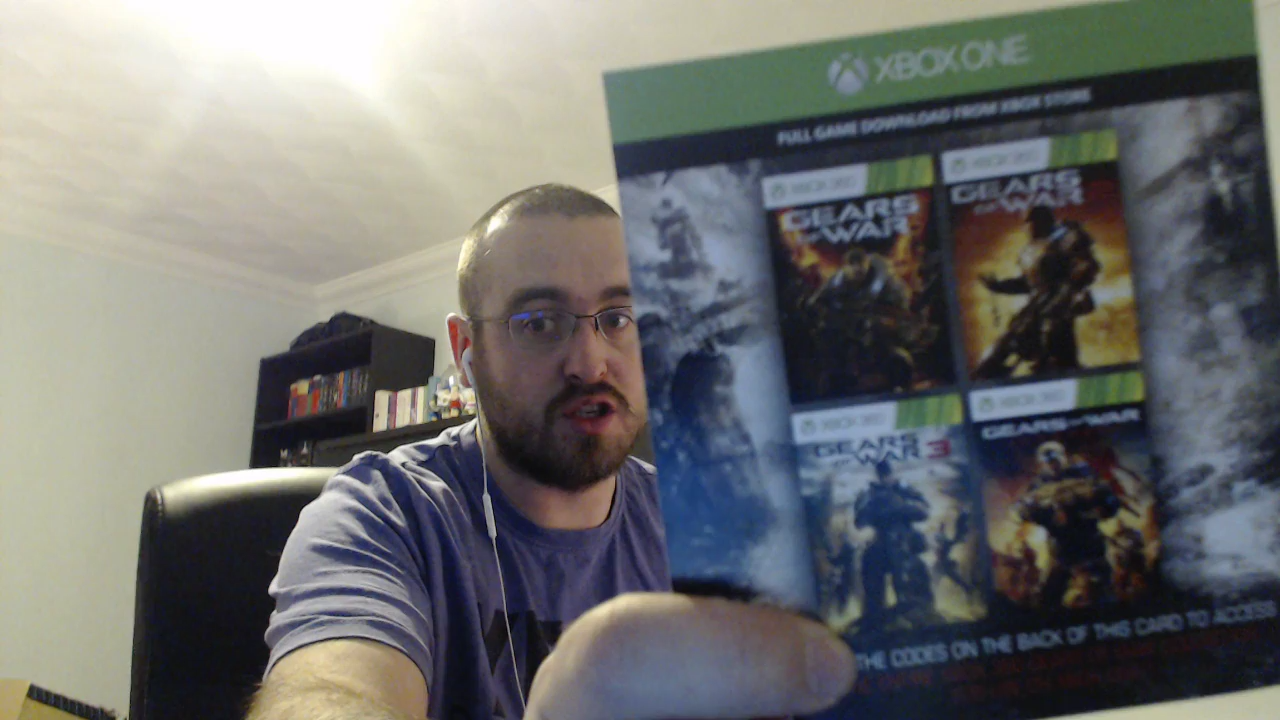 XBOX ONE
FULL GAME DOWNLOAD FROM XBOX STORE
XBOX 360
XBOX 360
GEARS
OF WAR
GEARS
OF WAR
XBOX 360
XBOX 360
GEARS
OF WAR 3
GEARS OF WAR
THE CODES ON THE BACK OF THIS CARD TO ACCESS